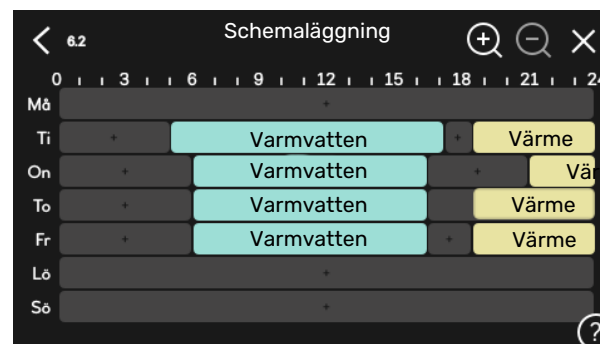 6.2 Schemaläggning
0 3 6 9 12 15 18 21 24
Må
Ti Varmvatten Värme
On Varmvatten Vär
To Varmvatten Värme
Fr Varmvatten Värme
Lö
Sö
?